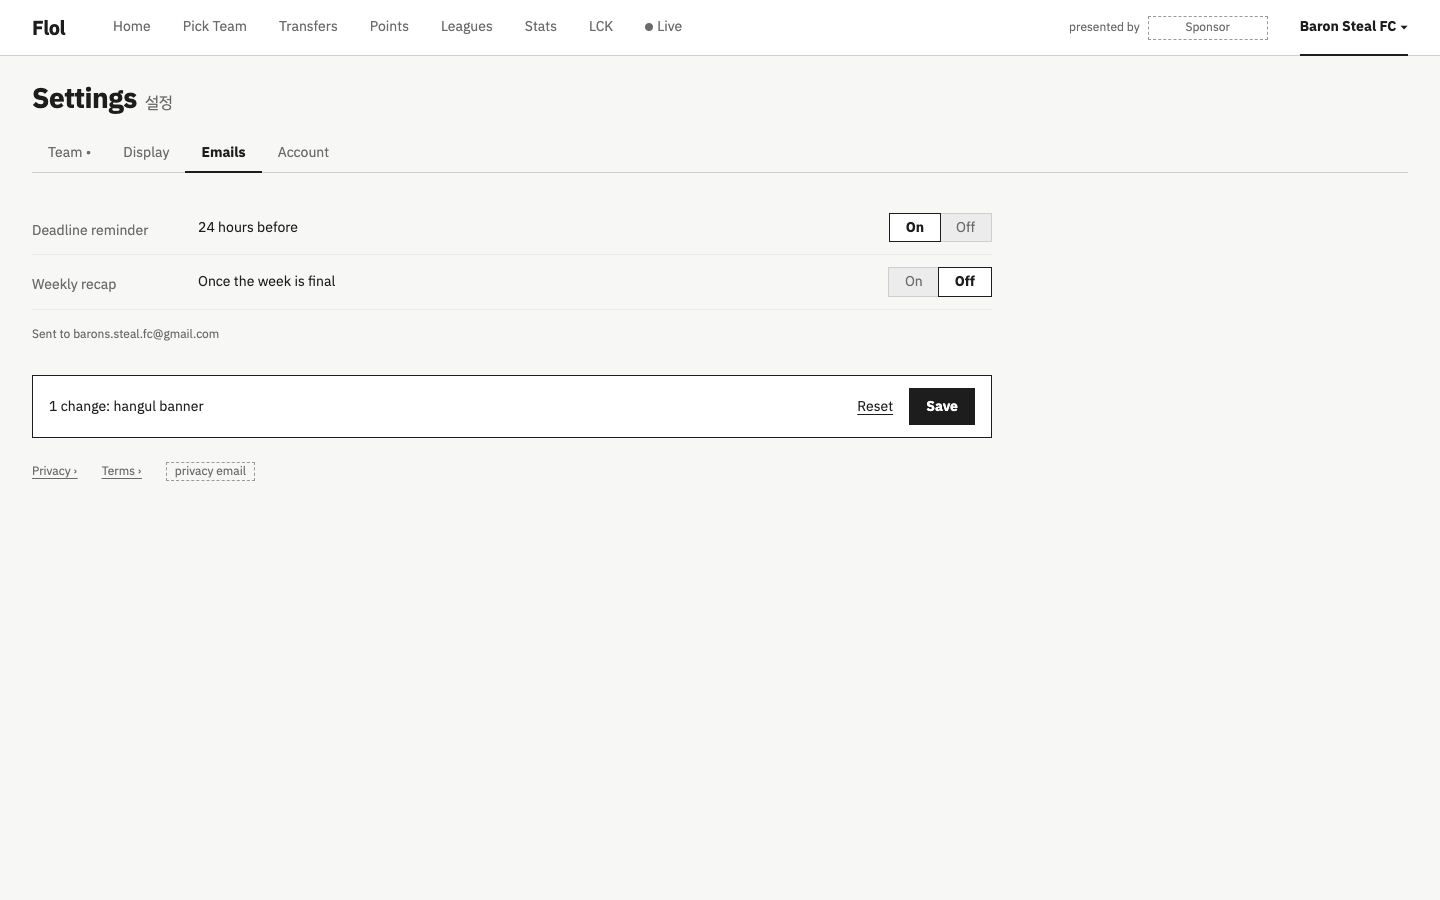 Flol Home Pick Team Transfers Points Leagues Stats LCK Live presented by Sponsor Baron Steal FC
Settings 설정
Team • Display Emails Account
Deadline reminder 24 hours before On Off
Weekly recap Once the week is final On Off
Sent to barons.steal.fc@gmail.com
1 change: hangul banner Reset Save
Privacy › Terms › privacy email